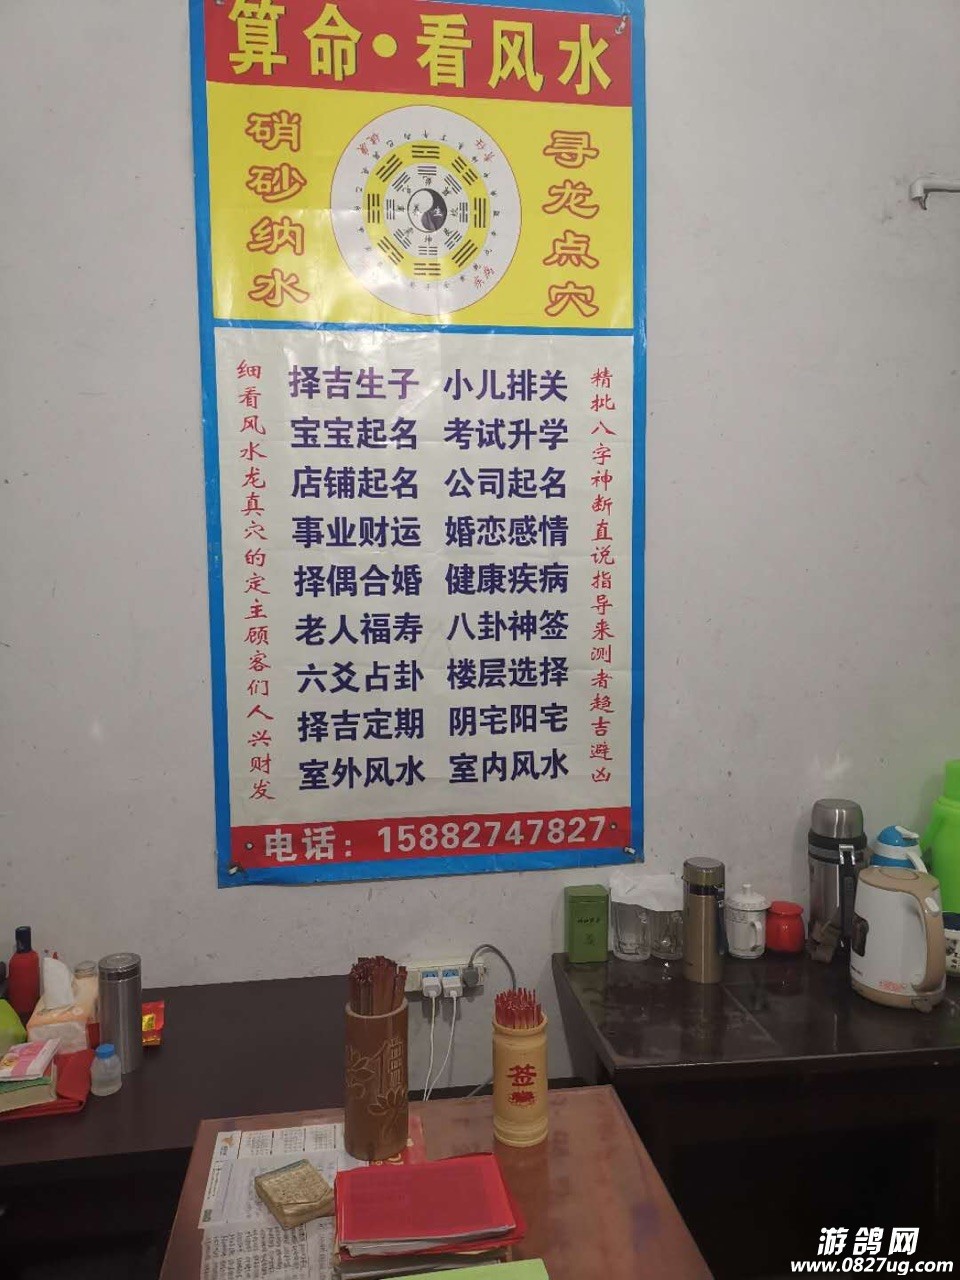 算命·看风水
硝砂纳水
寻龙点穴
养生
疾病
细看风水龙真穴的定主顾客们人兴财发
择吉生子 小儿排关
宝宝起名 考试升学
店铺起名 公司起名
事业财运 婚恋感情
择偶合婚 健康疾病
老人福寿 八卦神签
六爻占卦 楼层选择
择吉定期 阴宅阳宅
室外风水 室内风水
精批八字神断直说指导来测者趋吉避凶
电话：15882747827
佛
签
游鸽网
www.0827ug.com